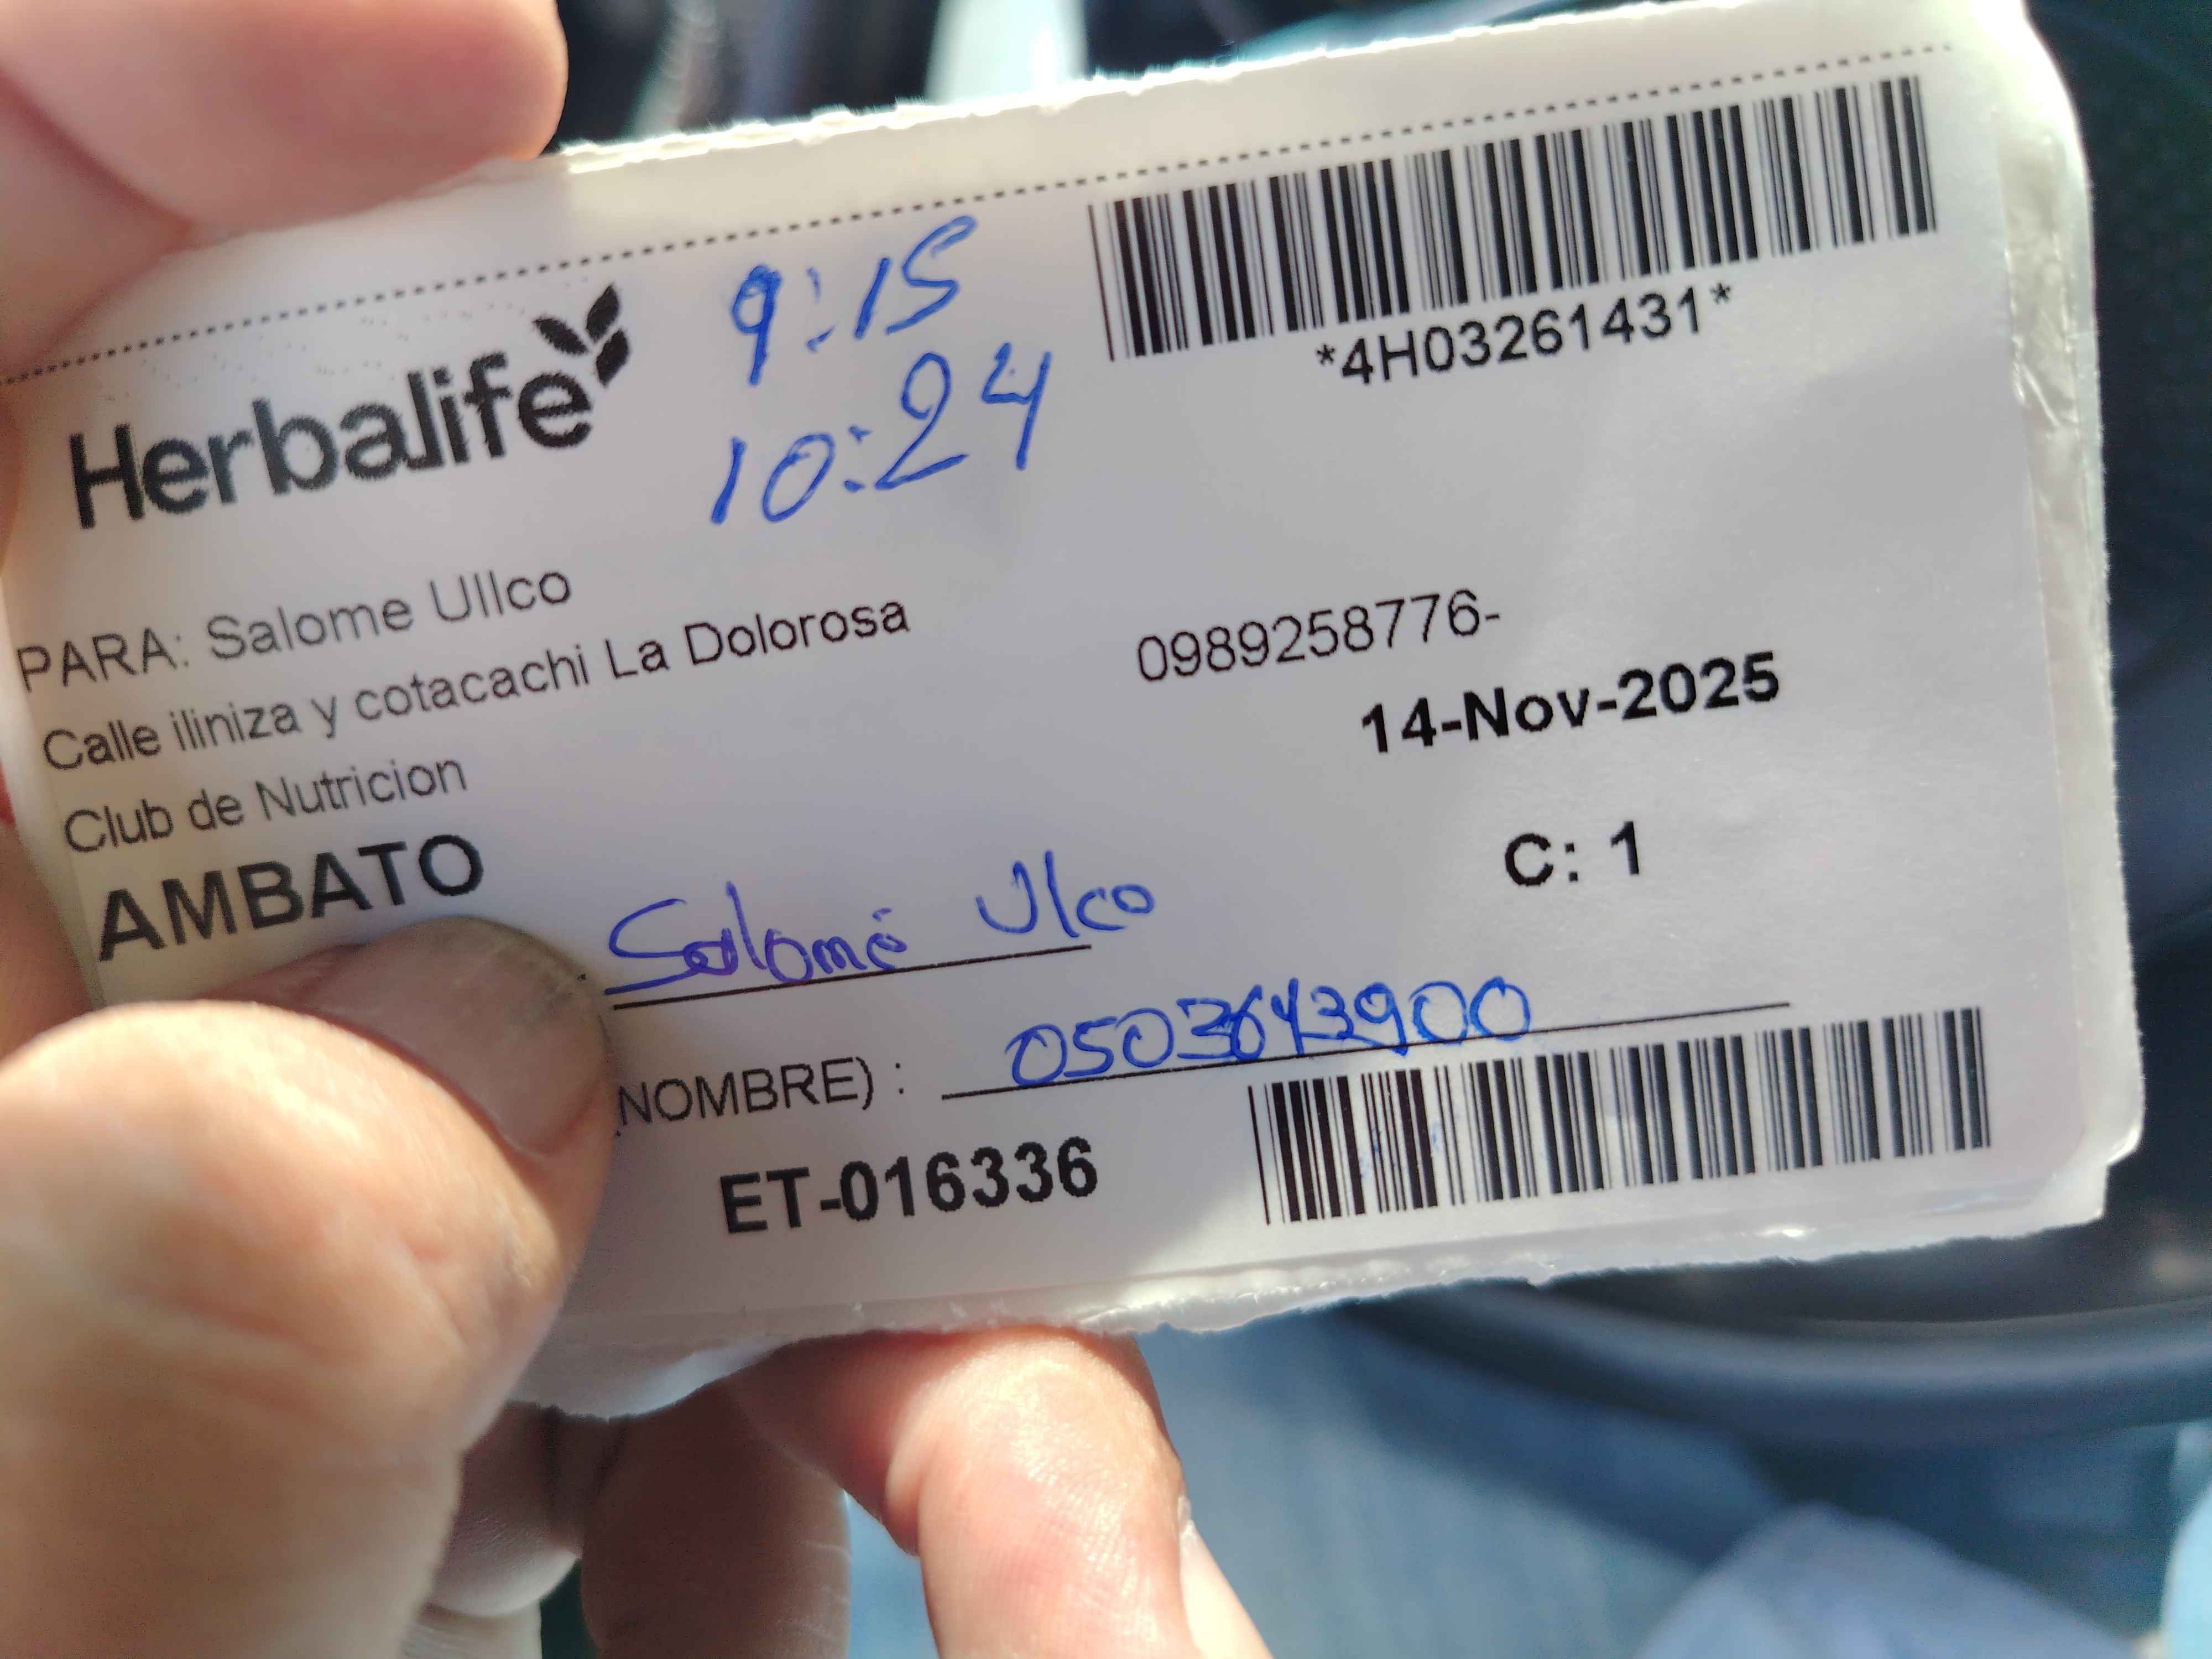 Herbalife
9:15
10:24
*4H03261431*
PARA: Salome Ullco
Calle iliniza y cotacachi La Dolorosa
0989258776-
Club de Nutricion
14-Nov-2025
AMBATO
C: 1
Salomé Ulco
(NOMBRE) : 0503643900
ET-016336